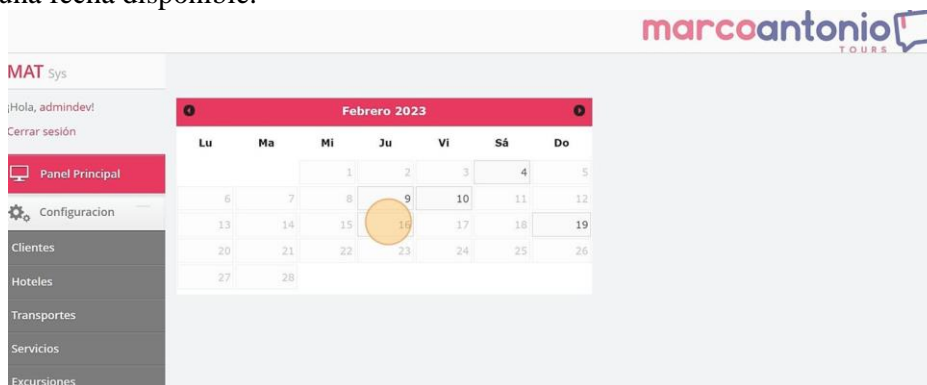 una fecha disponible.
marcoantonio
TOURS
MAT Sys
¡Hola, admindev!
Cerrar sesión
Panel Principal
Configuracion
Clientes
Hoteles
Transportes
Servicios
Excursiones
Febrero 2023
Lu Ma Mi Ju Vi Sá Do
1 2 3 4 5
6 7 8 9 10 11 12
13 14 15 16 17 18 19
20 21 22 23 24 25 26
27 28